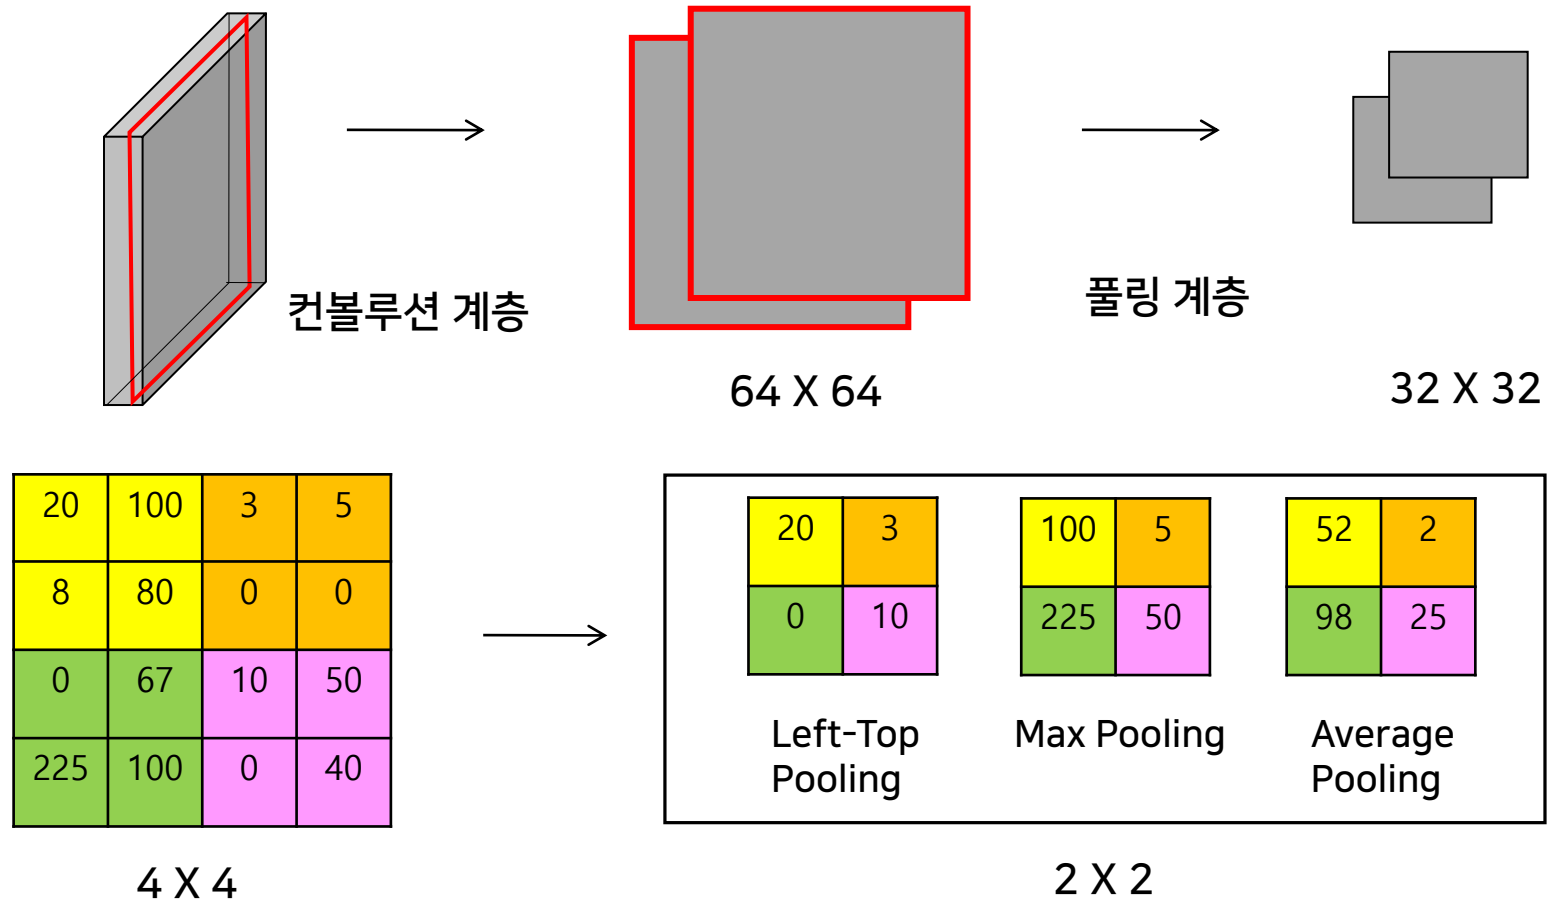 컨볼루션 계층
풀링 계층
64 X 64
32 X 32
20 100 3 5
8 80 0 0
0 67 10 50
225 100 0 40
4 X 4
20 3
0 10
Left-Top
Pooling
100 5
225 50
Max Pooling
52 2
98 25
Average
Pooling
2 X 2